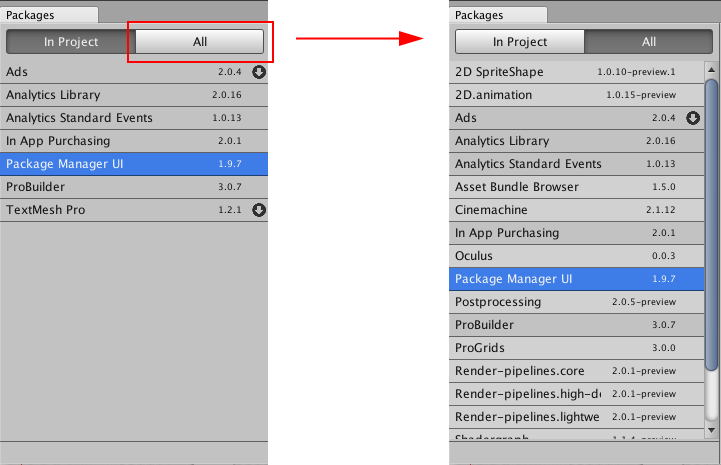 Packages
In Project All
Ads 2.0.4
Analytics Library 2.0.16
Analytics Standard Events 1.0.13
In App Purchasing 2.0.1
Package Manager UI 1.9.7
ProBuilder 3.0.7
TextMesh Pro 1.2.1
Packages
In Project All
2D SpriteShape 1.0.10-preview.1
2D.animation 1.0.15-preview
Ads 2.0.4
Analytics Library 2.0.16
Analytics Standard Events 1.0.13
Asset Bundle Browser 1.5.0
Cinemachine 2.1.12
In App Purchasing 2.0.1
Oculus 0.0.3
Package Manager UI 1.9.7
Postprocessing 2.0.5-preview
ProBuilder 3.0.7
ProGrids 3.0.0
Render-pipelines.core 2.0.1-preview
Render-pipelines.high-de 2.0.1-preview
Render-pipelines.lightwe 2.0.1-preview
Shadergraph 1.1.4-preview